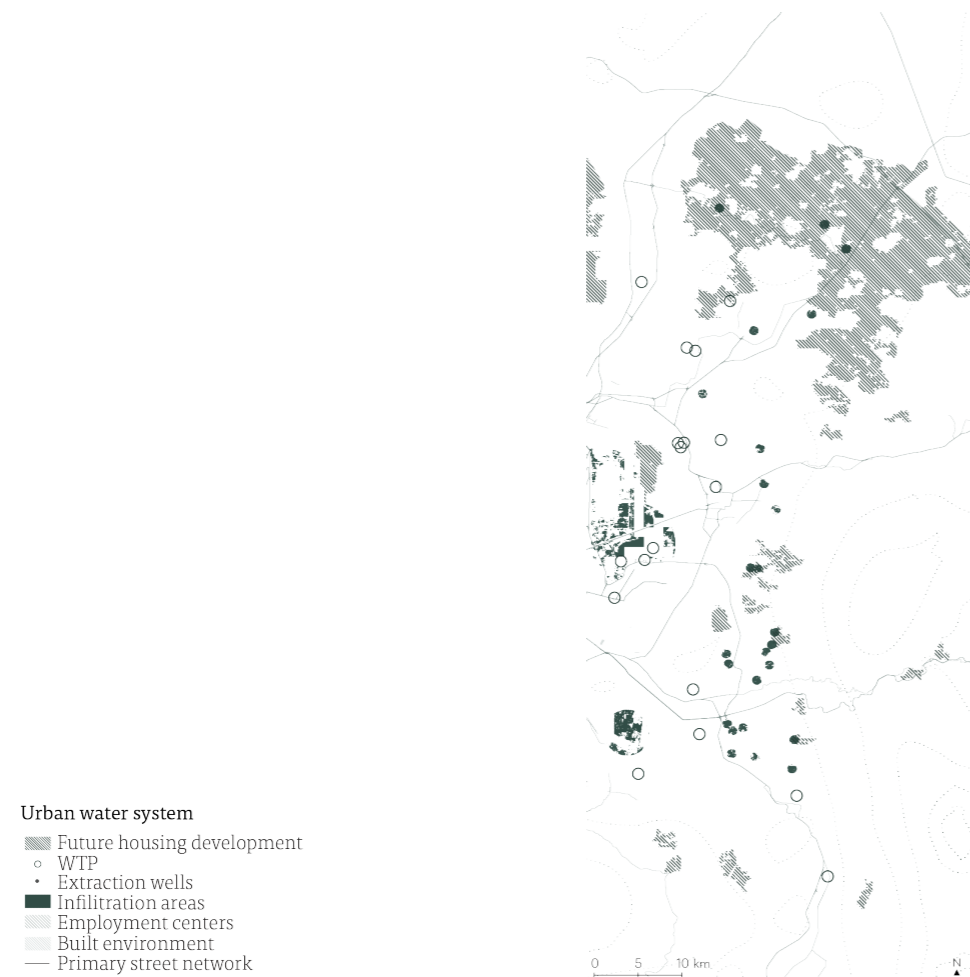 Urban water system
Future housing development
WTP
Extraction wells
Infilitration areas
Employment centers
Built environment
Primary street network
0 5 10 km
N